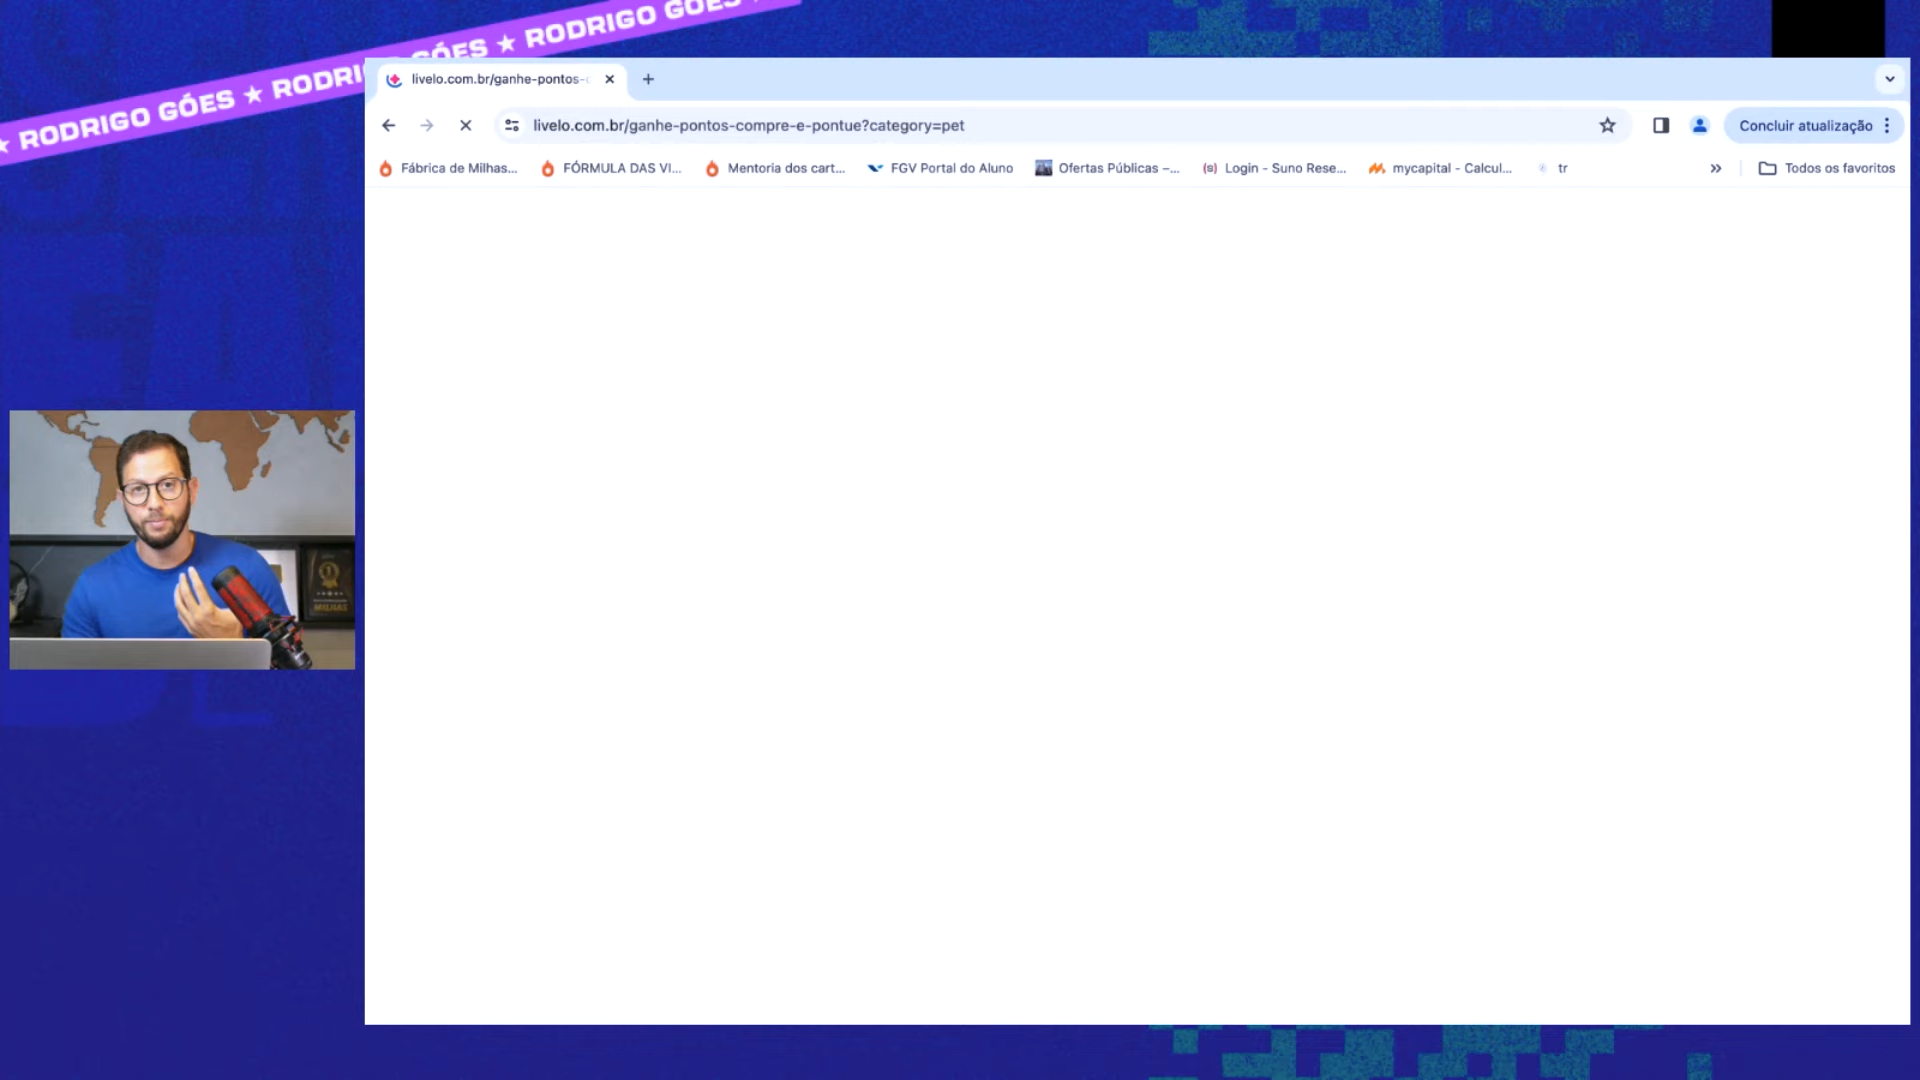 ★ RODRIGO GÓES ★ RODRIGO GÓES ★ RODRIGO GÓES
livelo.com.br/ganhe-pontos-
livelo.com.br/ganhe-pontos-compre-e-pontue?category=pet
Concluir atualização
Fábrica de Milhas...
FÓRMULA DAS VI...
Mentoria dos cart...
FGV Portal do Aluno
Ofertas Públicas –...
Login - Suno Rese...
mycapital - Calcul...
tr
Todos os favoritos
1
MILHAS